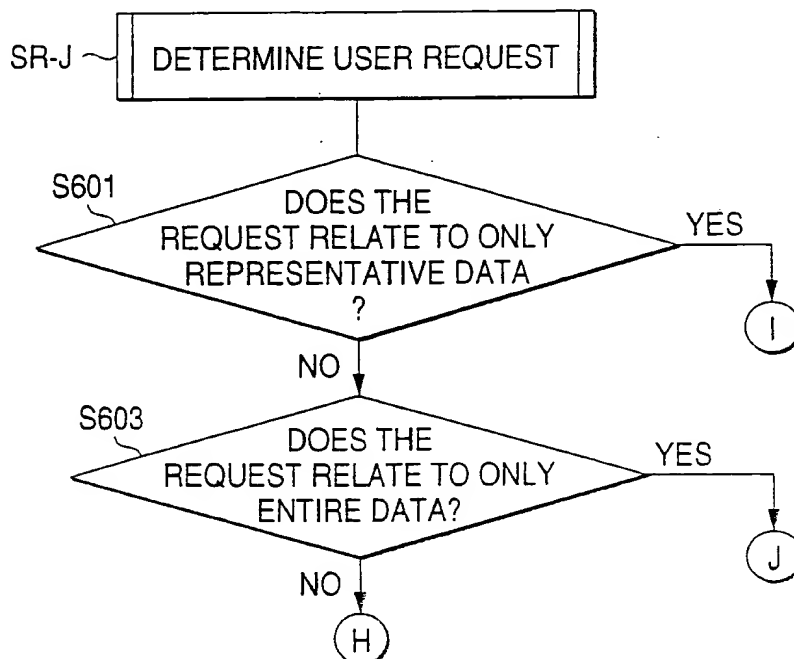 SR-J
DETERMINE USER REQUEST
S601
DOES THE
REQUEST RELATE TO ONLY
REPRESENTATIVE DATA
?
YES
I
NO
S603
DOES THE
REQUEST RELATE TO ONLY
ENTIRE DATA?
YES
J
NO
H